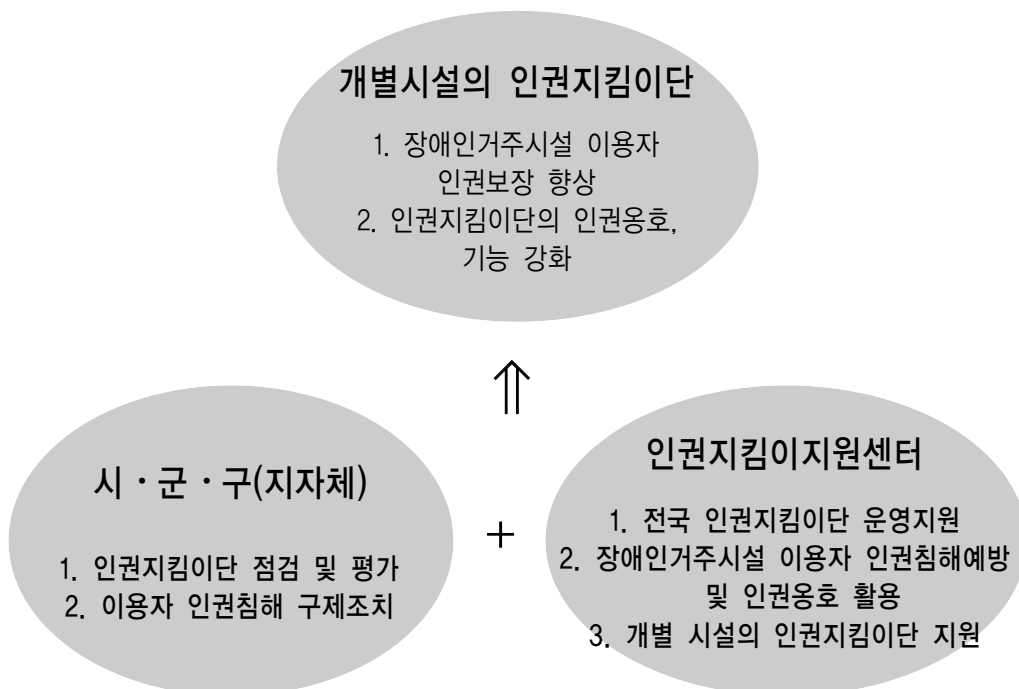 개별시설의 인권지킴이단
1. 장애인거주시설 이용자
인권보장 향상
2. 인권지킴이단의 인권옹호,
기능 강화
⇑
시·군·구(지자체)
1. 인권지킴이단 점검 및 평가
2. 이용자 인권침해 구제조치
+
인권지킴이지원센터
1. 전국 인권지킴이단 운영지원
2. 장애인거주시설 이용자 인권침해예방
및 인권옹호 활용
3. 개별 시설의 인권지킴이단 지원